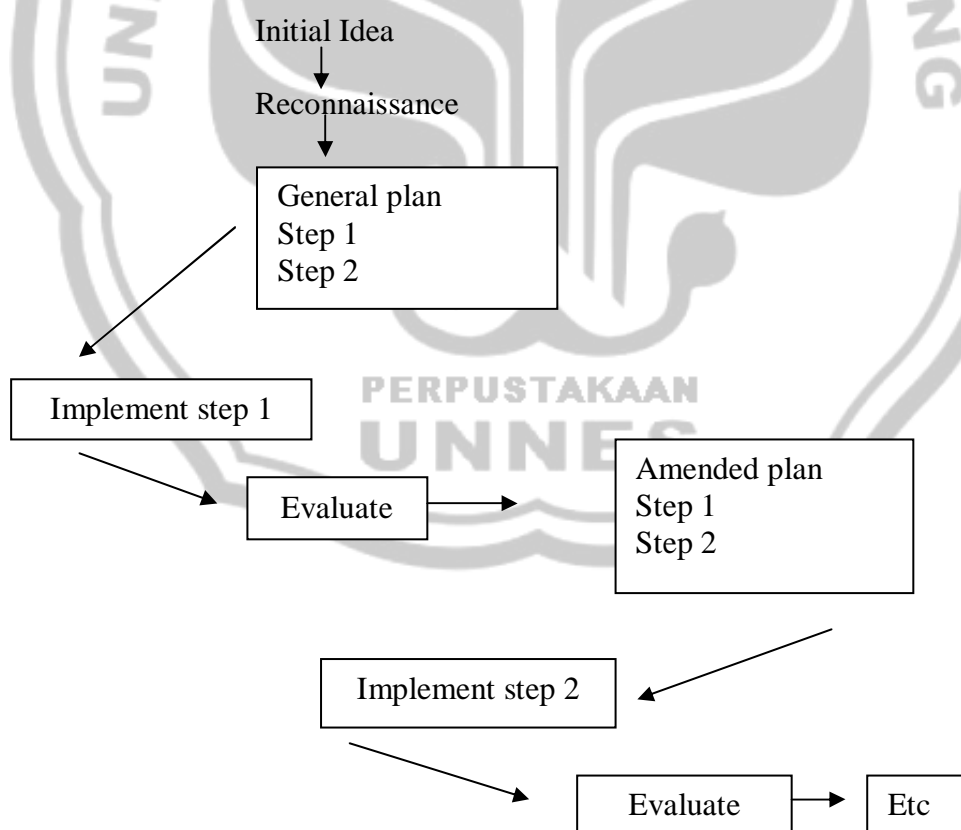 Initial Idea
Reconnaissance
General plan
Step 1
Step 2
Implement step 1
Evaluate
Amended plan
Step 1
Step 2
Implement step 2
Evaluate
Etc
PERPUSTAKAAN
UNNES